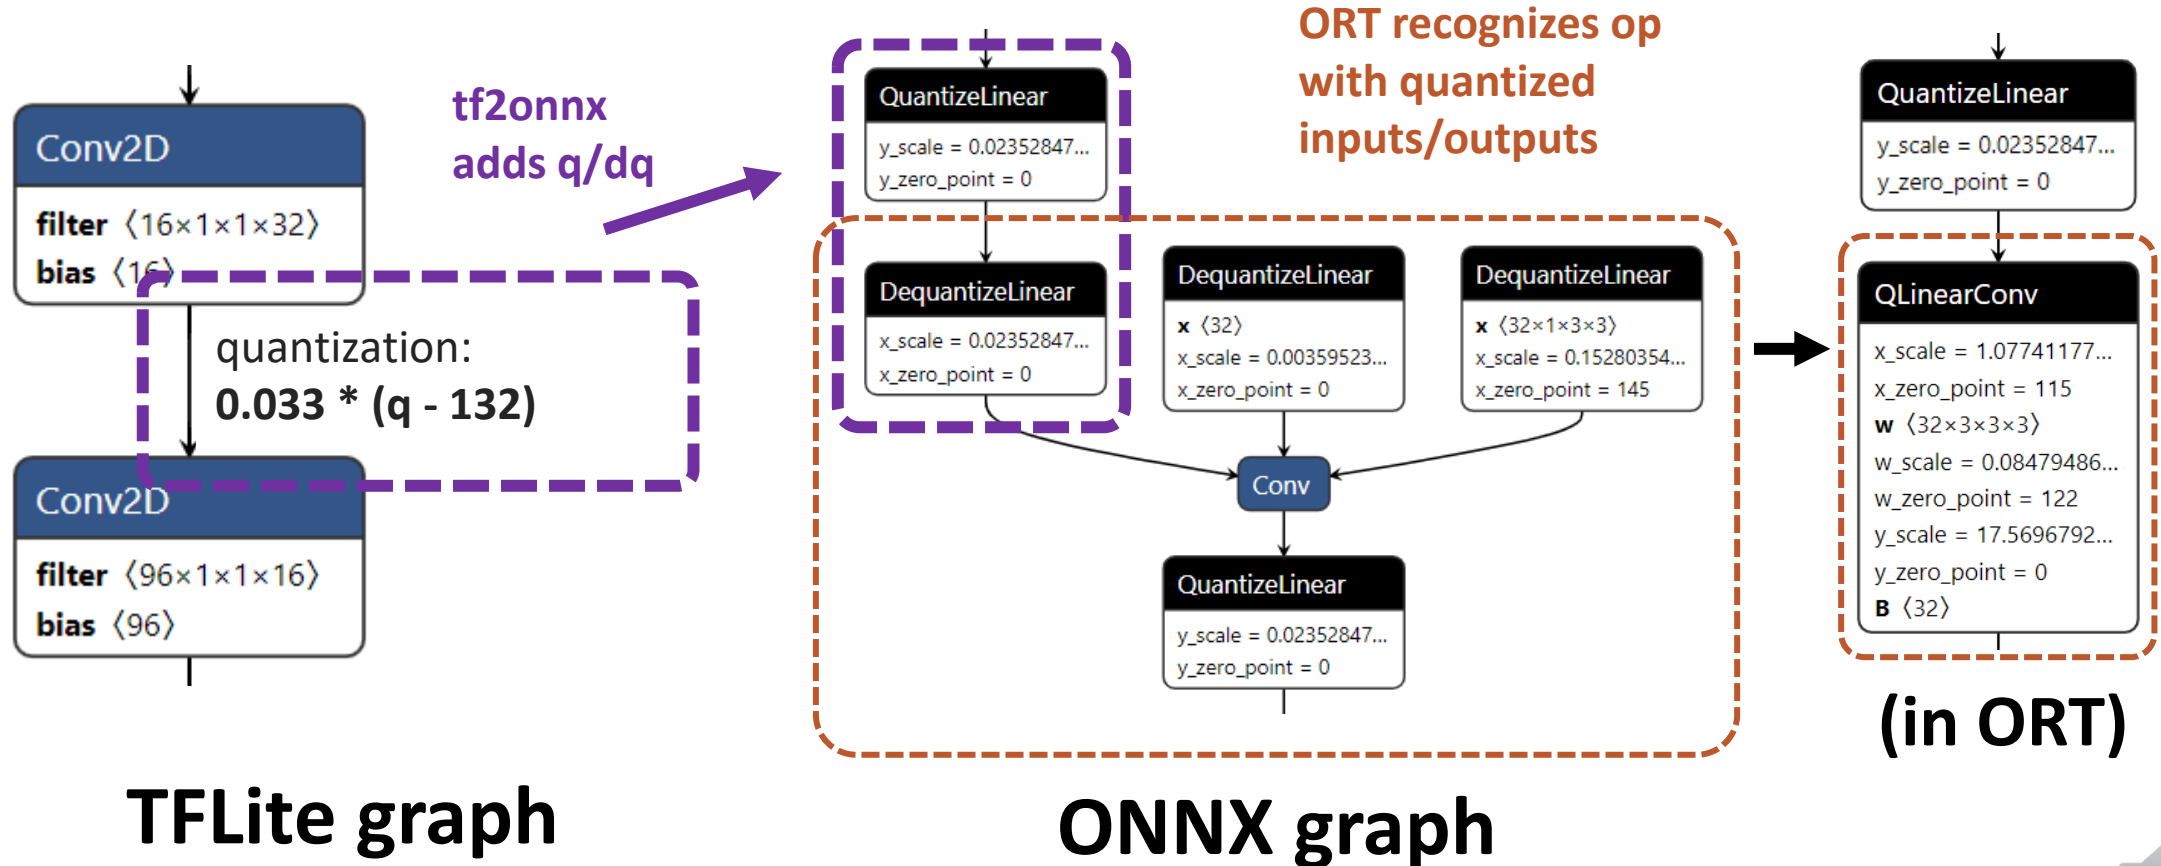 Conv2D
filter 〈16×1×1×32〉
bias 〈16〉
quantization:
0.033 * (q - 132)
Conv2D
filter 〈96×1×1×16〉
bias 〈96〉
TFLite graph
tf2onnx
adds q/dq
QuantizeLinear
y_scale = 0.02352847...
y_zero_point = 0
DequantizeLinear
x_scale = 0.02352847...
x_zero_point = 0
DequantizeLinear
x 〈32〉
x_scale = 0.00359523...
x_zero_point = 0
DequantizeLinear
x 〈32×1×3×3〉
x_scale = 0.15280354...
x_zero_point = 145
Conv
QuantizeLinear
y_scale = 0.02352847...
y_zero_point = 0
ONNX graph
ORT recognizes op
with quantized
inputs/outputs
QuantizeLinear
y_scale = 0.02352847...
y_zero_point = 0
QLinearConv
x_scale = 1.07741177...
x_zero_point = 115
w 〈32×3×3×3〉
w_scale = 0.08479486...
w_zero_point = 122
y_scale = 17.5696792...
y_zero_point = 0
B 〈32〉
(in ORT)